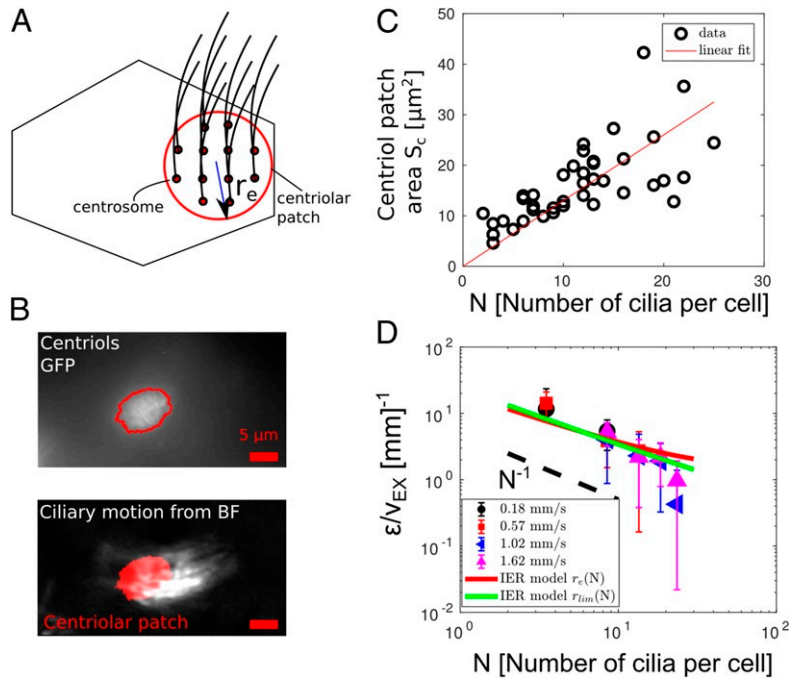 A
centrosome
r_e
centriolar
patch
B
Centriols
GFP
5 μm
Ciliary motion from BF
Centriolar patch
C
Centriol patch
area S_c [μm²]
50
40
30
20
10
0
0 10 20 30
N [Number of cilia per cell]
data
linear fit
D
ε/v_EX [mm]⁻¹
10²
10¹
10⁰
10⁻¹
10⁻²
N⁻¹
0.18 mm/s
0.57 mm/s
1.02 mm/s
1.62 mm/s
IER model r_e(N)
IER model r_lim(N)
10⁰ 10¹ 10²
N [Number of cilia per cell]